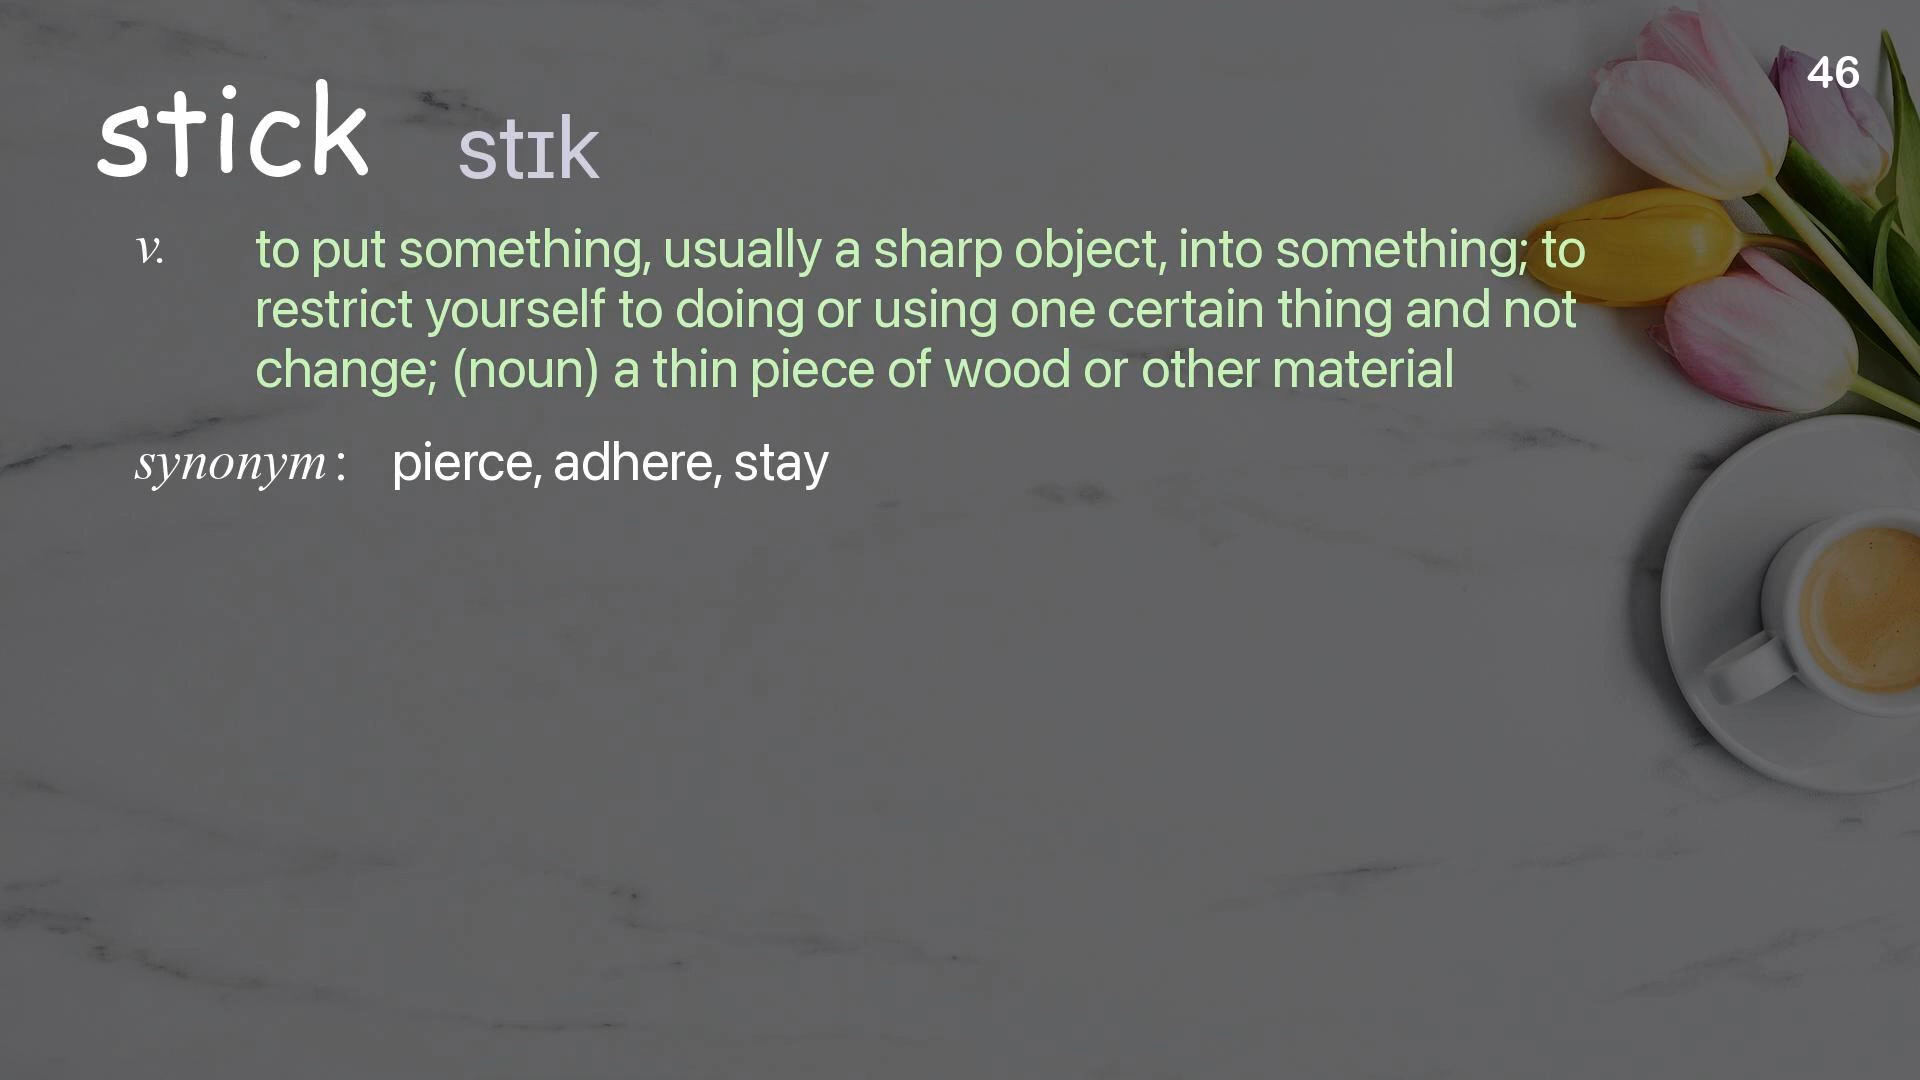 46
stick stɪk
v. to put something, usually a sharp object, into something; to
restrict yourself to doing or using one certain thing and not
change; (noun) a thin piece of wood or other material
synonym: pierce, adhere, stay